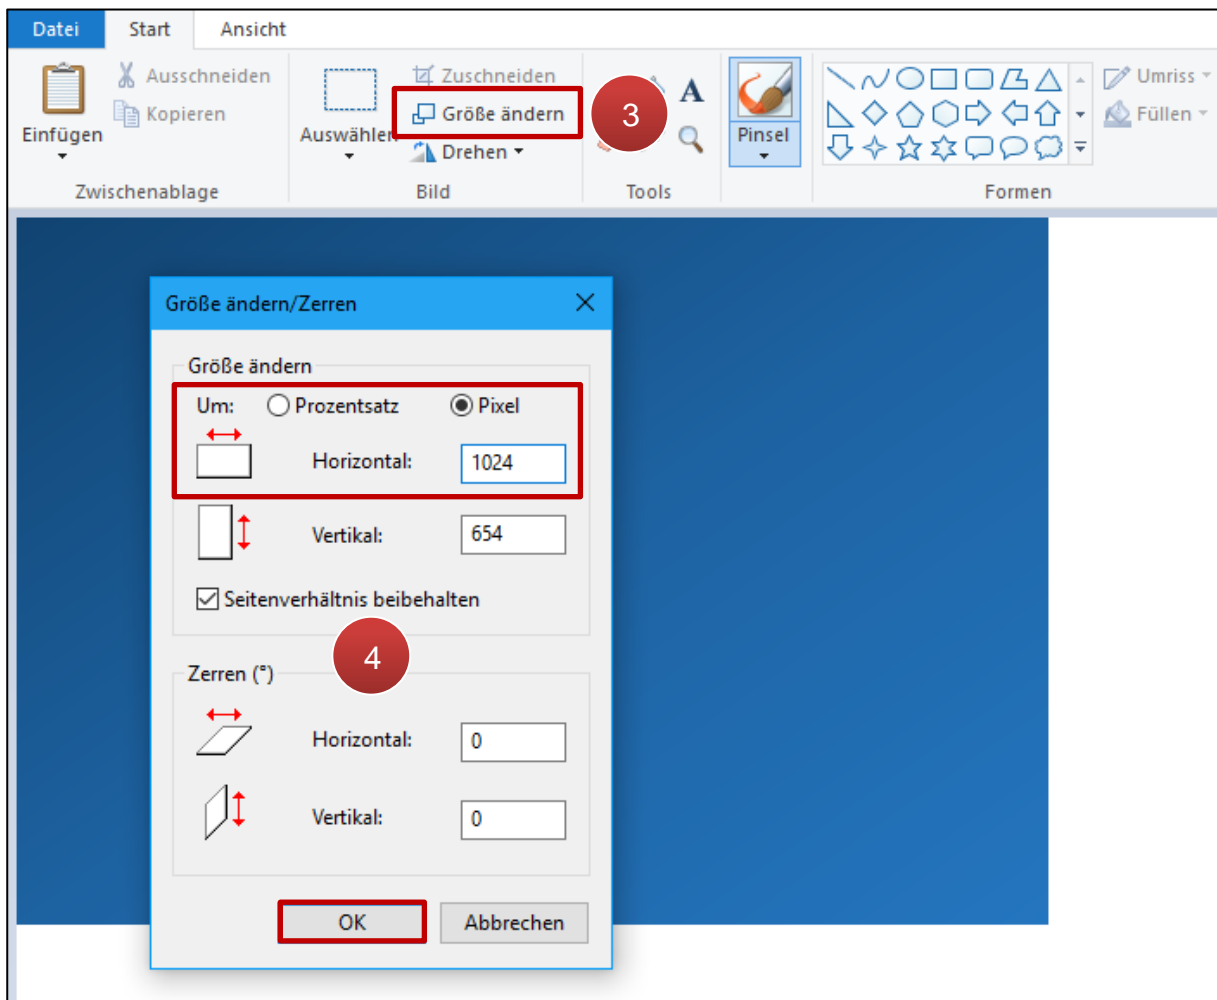 Datei Start Ansicht
Ausschneiden Zuschneiden Umriss
Kopieren Größe ändern 3 A Füllen
Einfügen Auswählen Drehen Pinsel
Zwischenablage Bild Tools Formen
Größe ändern/Zerren
Größe ändern
Um: Prozentsatz Pixel
Horizontal: 1024
Vertikal: 654
Seitenverhältnis beibehalten
4
Zerren (°)
Horizontal: 0
Vertikal: 0
OK Abbrechen